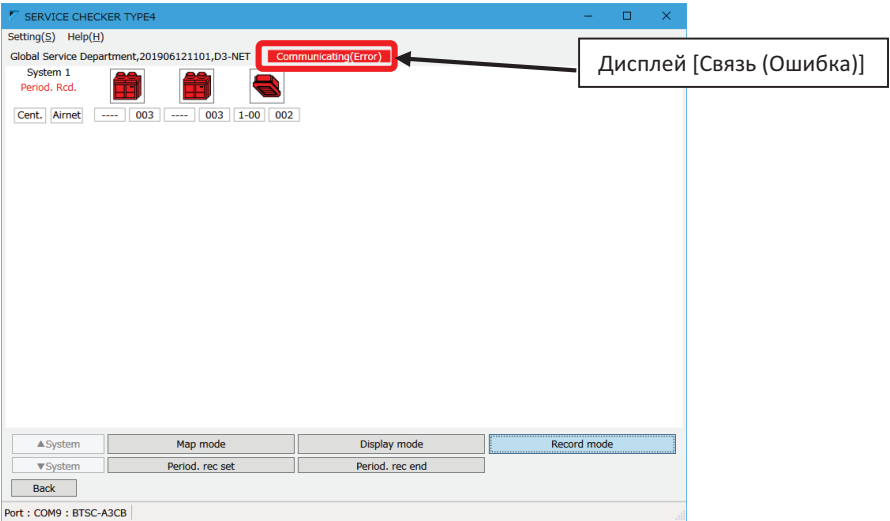 SERVICE CHECKER TYPE4
Setting(S) Help(H)
Global Service Department,201906121101,D3-NET Communicating(Error)
Дисплей [Связь (Ошибка)]
System 1
Period. Rcd.
Cent. Airnet ---- 003 ---- 003 1-00 002
▲System Map mode Display mode Record mode
▼System Period. rec set Period. rec end
Back
Port : COM9 : BTSC-A3CB